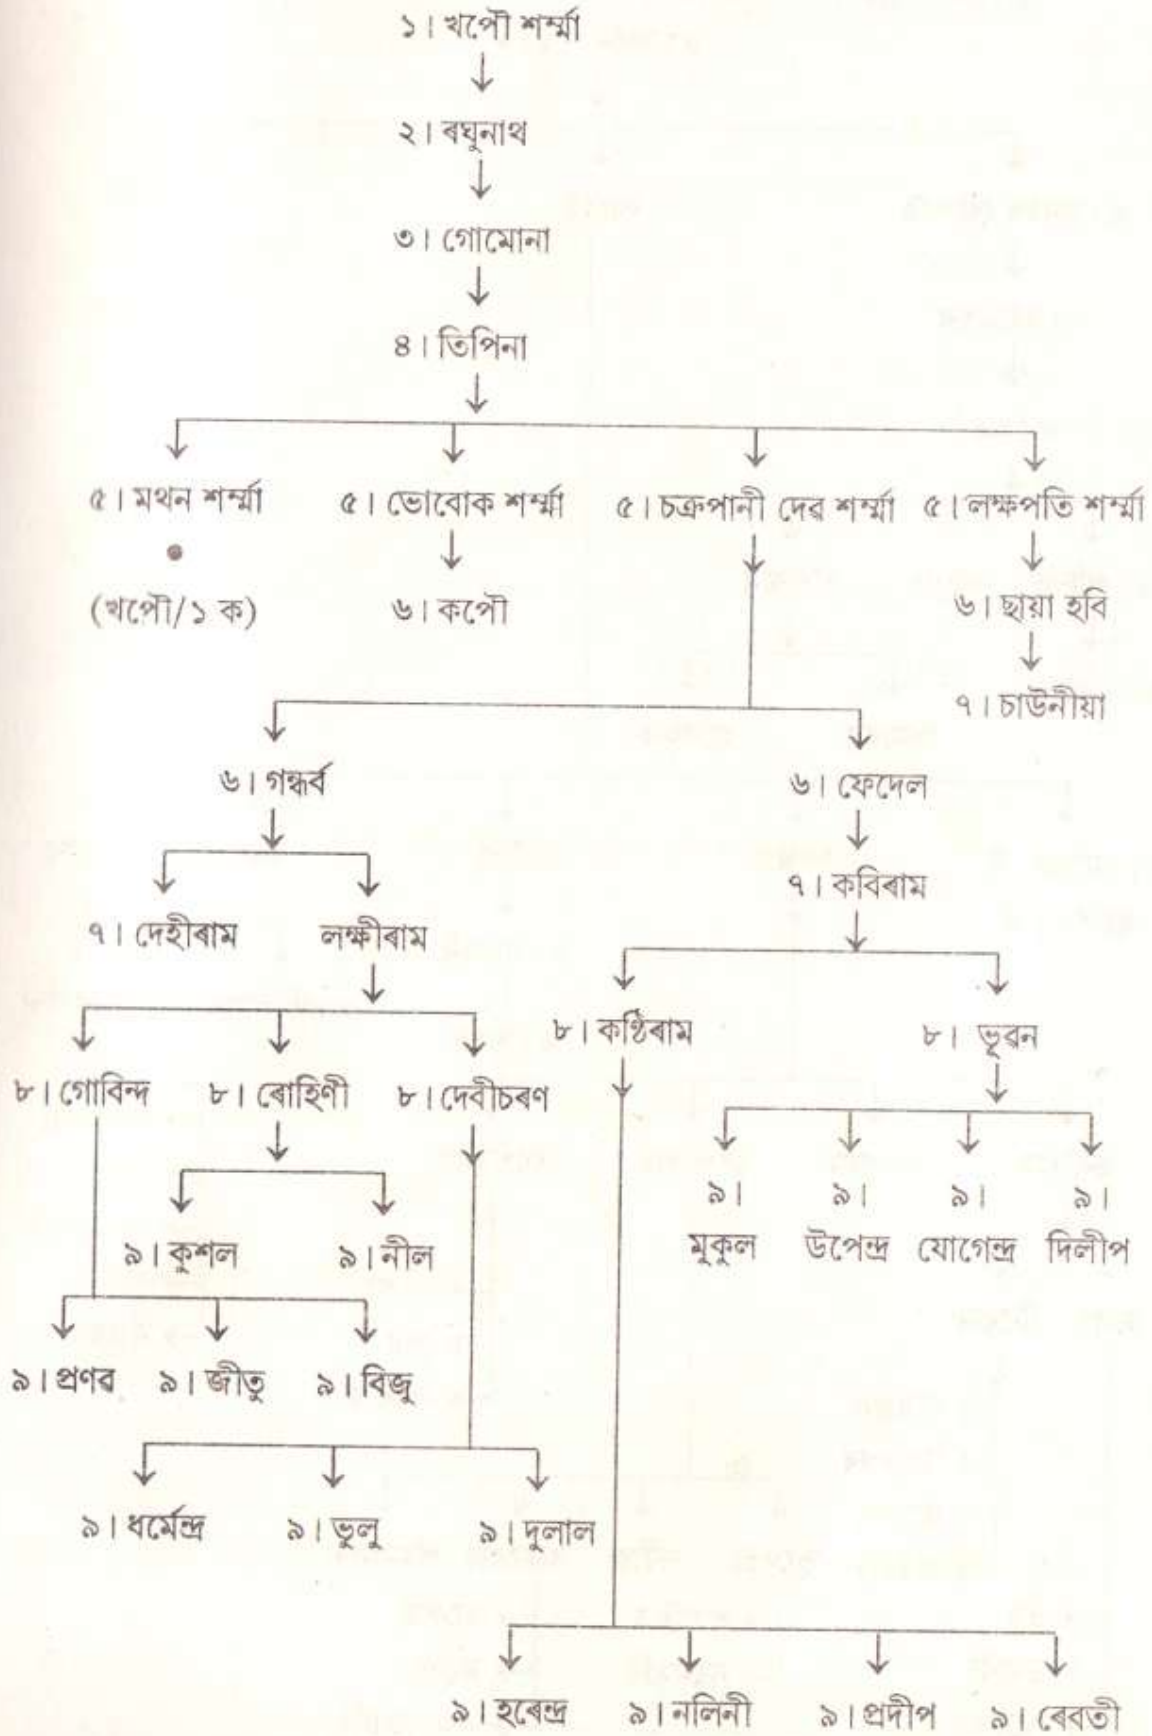 ১। খপৌ শৰ্ম্মা
২। ৰঘুনাথ
৩। গোমোনা
৪। তিপিনা
৫। মথন শৰ্ম্মা ৫। ভোবোক শৰ্ম্মা ৫। চক্ৰপানী দেৱ শৰ্ম্মা ৫। লক্ষপতি শৰ্ম্মা
(খপৌ/১ ক) ৬। কপৌ ৬। ছায়া হবি
৭। চাউনীয়া
৬। গন্ধৰ্ব ৬। ফেদেল
৭। কবিৰাম
৭। দেহীৰাম লক্ষীৰাম
৮। কণ্ঠিৰাম ৮। ভূৱন
৮। গোবিন্দ ৮। ৰোহিণী ৮। দেবীচৰণ
৯। ৯। ৯। ৯।
মুকুল উপেন্দ্ৰ যোগেন্দ্ৰ দিলীপ
৯। কুশল ৯। নীল
৯। প্ৰণৱ ৯। জীতু ৯। বিজু
৯। ধৰ্মেন্দ্ৰ ৯। ভুলু ৯। দুলাল
৯। হৰেন্দ্ৰ ৯। নলিনী ৯। প্ৰদীপ ৯। ৰেবতী